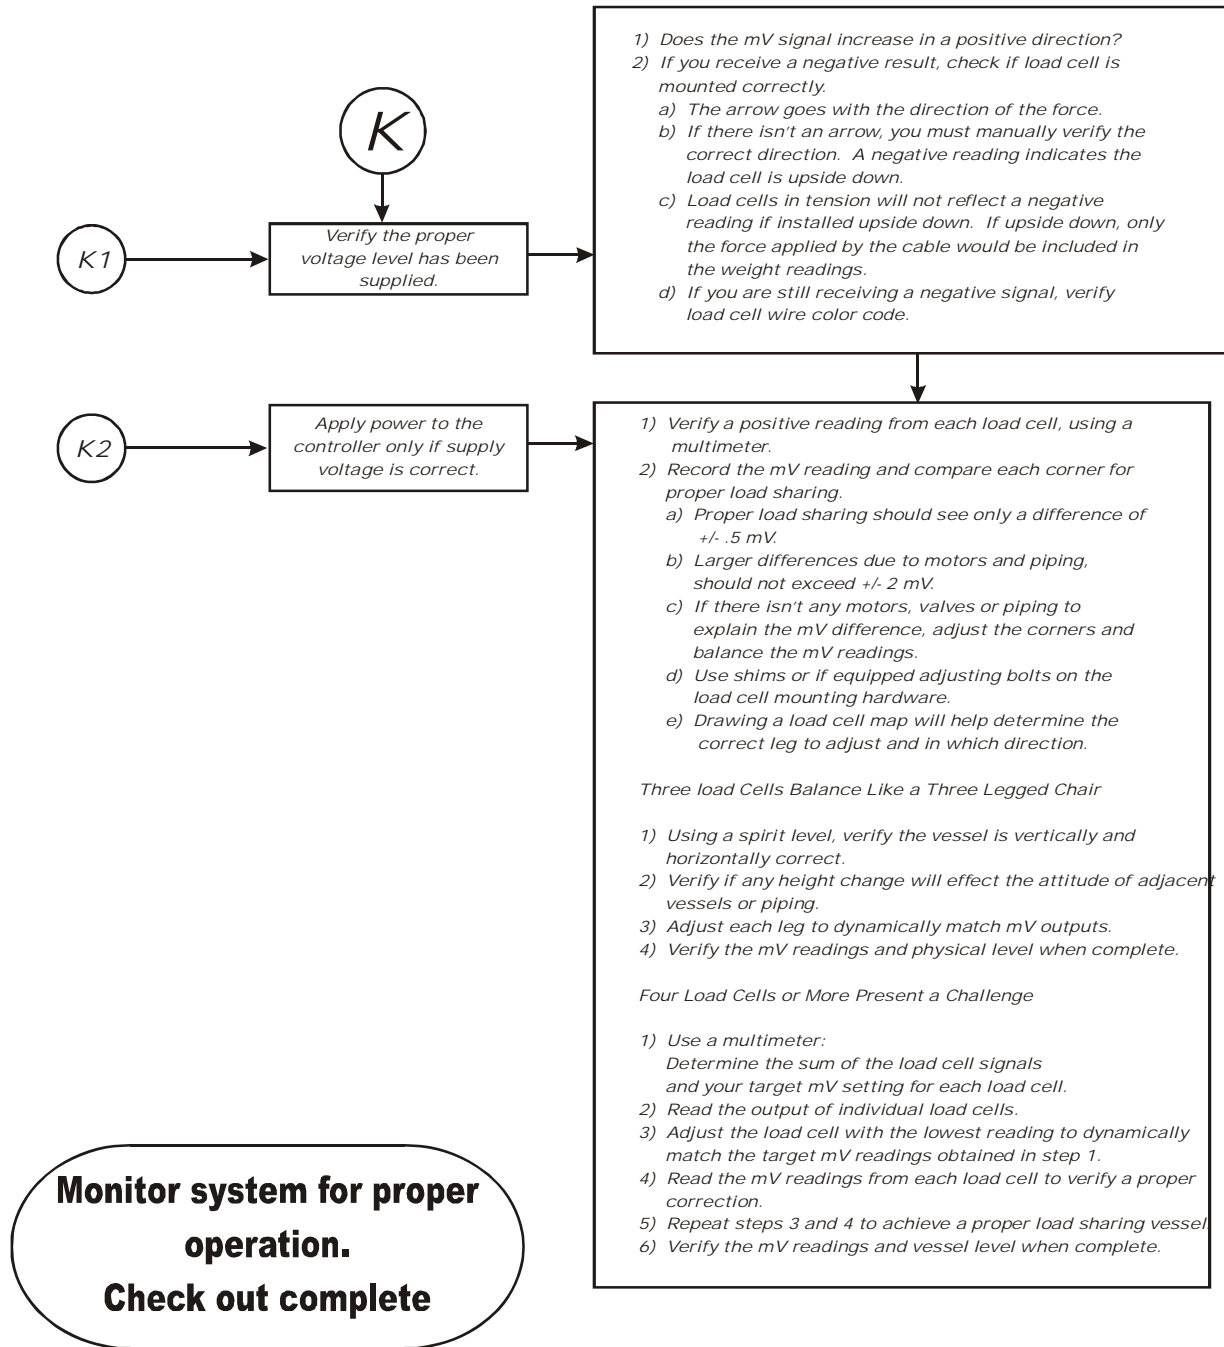 K
K1
Verify the proper
voltage level has been
supplied.
1) Does the mV signal increase in a positive direction?
2) If you receive a negative result, check if load cell is
mounted correctly.
a) The arrow goes with the direction of the force.
b) If there isn't an arrow, you must manually verify the
correct direction. A negative reading indicates the
load cell is upside down.
c) Load cells in tension will not reflect a negative
reading if installed upside down. If upside down, only
the force applied by the cable would be included in
the weight readings.
d) If you are still receiving a negative signal, verify
load cell wire color code.
K2
Apply power to the
controller only if supply
voltage is correct.
1) Verify a positive reading from each load cell, using a
multimeter.
2) Record the mV reading and compare each corner for
proper load sharing.
a) Proper load sharing should see only a difference of
+/- .5 mV.
b) Larger differences due to motors and piping,
should not exceed +/- 2 mV.
c) If there isn't any motors, valves or piping to
explain the mV difference, adjust the corners and
balance the mV readings.
d) Use shims or if equipped adjusting bolts on the
load cell mounting hardware.
e) Drawing a load cell map will help determine the
correct leg to adjust and in which direction.
Three load Cells Balance Like a Three Legged Chair
1) Using a spirit level, verify the vessel is vertically and
horizontally correct.
2) Verify if any height change will effect the attitude of adjacent
vessels or piping.
3) Adjust each leg to dynamically match mV outputs.
4) Verify the mV readings and physical level when complete.
Four Load Cells or More Present a Challenge
1) Use a multimeter:
Determine the sum of the load cell signals
and your target mV setting for each load cell.
2) Read the output of individual load cells.
3) Adjust the load cell with the lowest reading to dynamically
match the target mV readings obtained in step 1.
4) Read the mV readings from each load cell to verify a proper
correction.
5) Repeat steps 3 and 4 to achieve a proper load sharing vessel.
6) Verify the mV readings and vessel level when complete.
Monitor system for proper
operation.
Check out complete